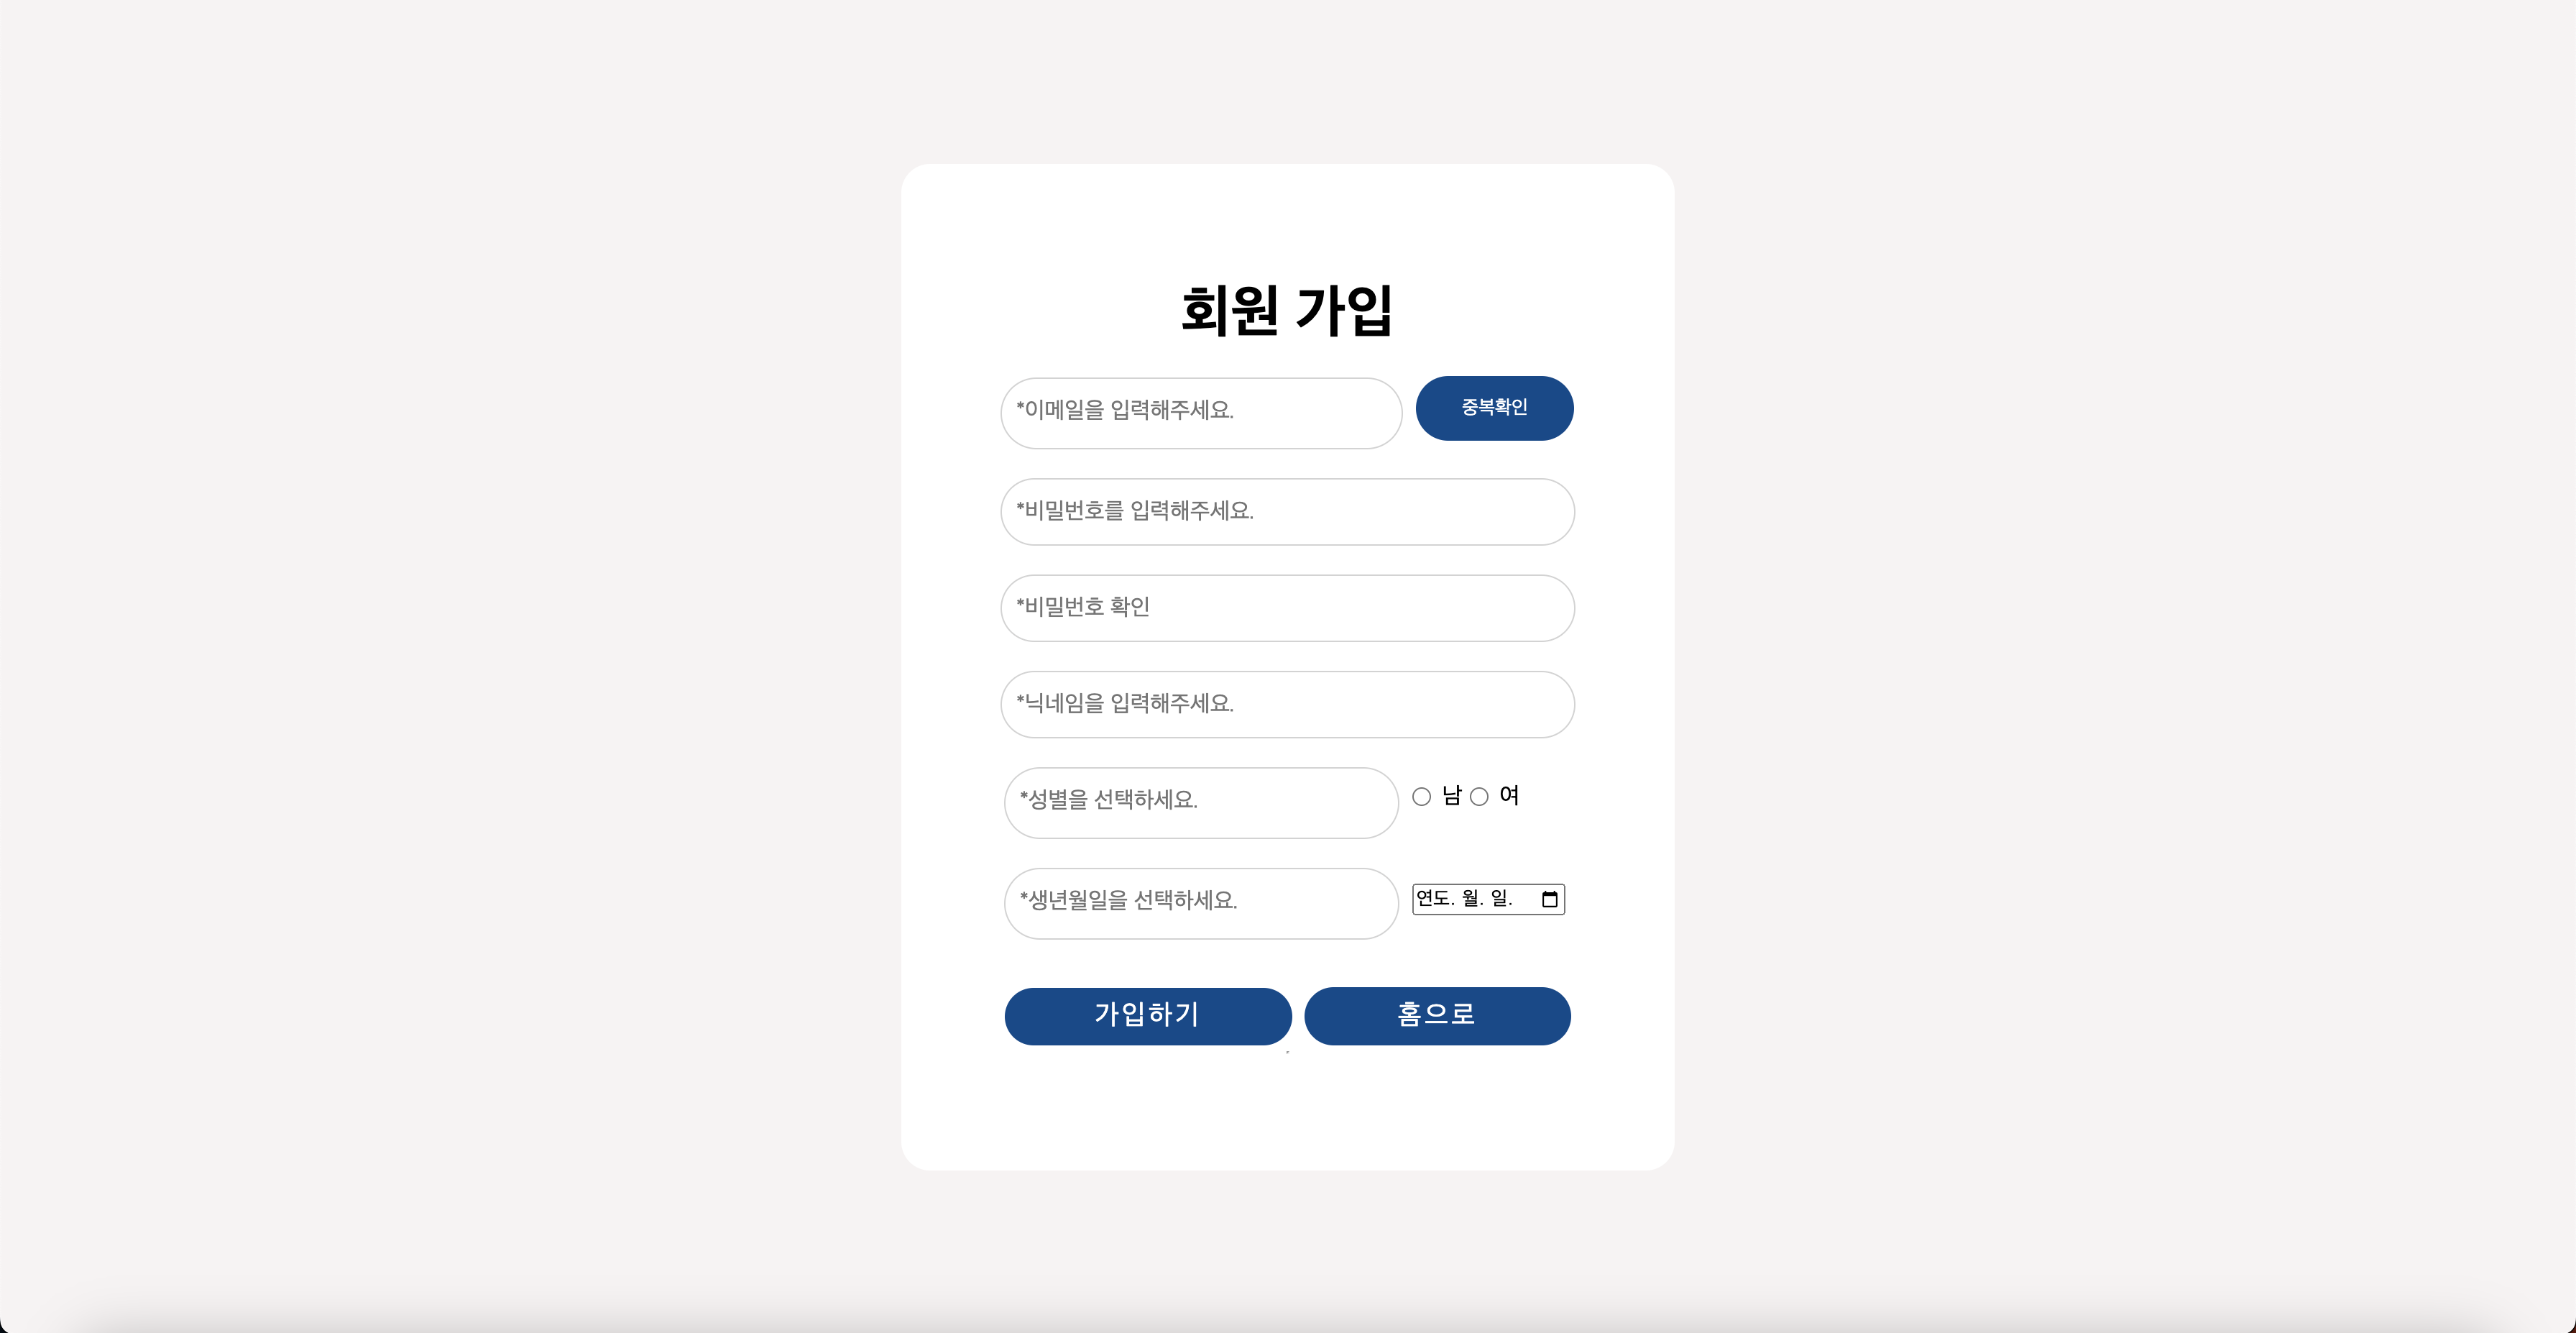 회원 가입
*이메일을 입력해주세요. 중복확인
*비밀번호를 입력해주세요.
*비밀번호 확인
*닉네임을 입력해주세요.
*성별을 선택하세요. 남 여
*생년월일을 선택하세요. 연도. 월. 일.
가입하기 홈으로